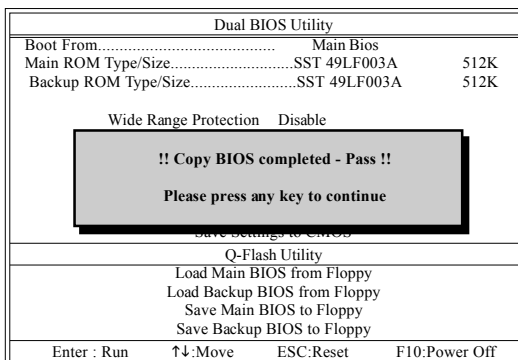 Dual BIOS Utility
Boot From.......................................... Main Bios
Main ROM Type/Size.............................SST 49LF003A 512K
Backup ROM Type/Size.........................SST 49LF003A 512K
Wide Range Protection Disable
!! Copy BIOS completed - Pass !!
Please press any key to continue
Save Settings to CMOS
Q-Flash Utility
Load Main BIOS from Floppy
Load Backup BIOS from Floppy
Save Main BIOS to Floppy
Save Backup BIOS to Floppy
Enter : Run ↑↓:Move ESC:Reset F10:Power Off